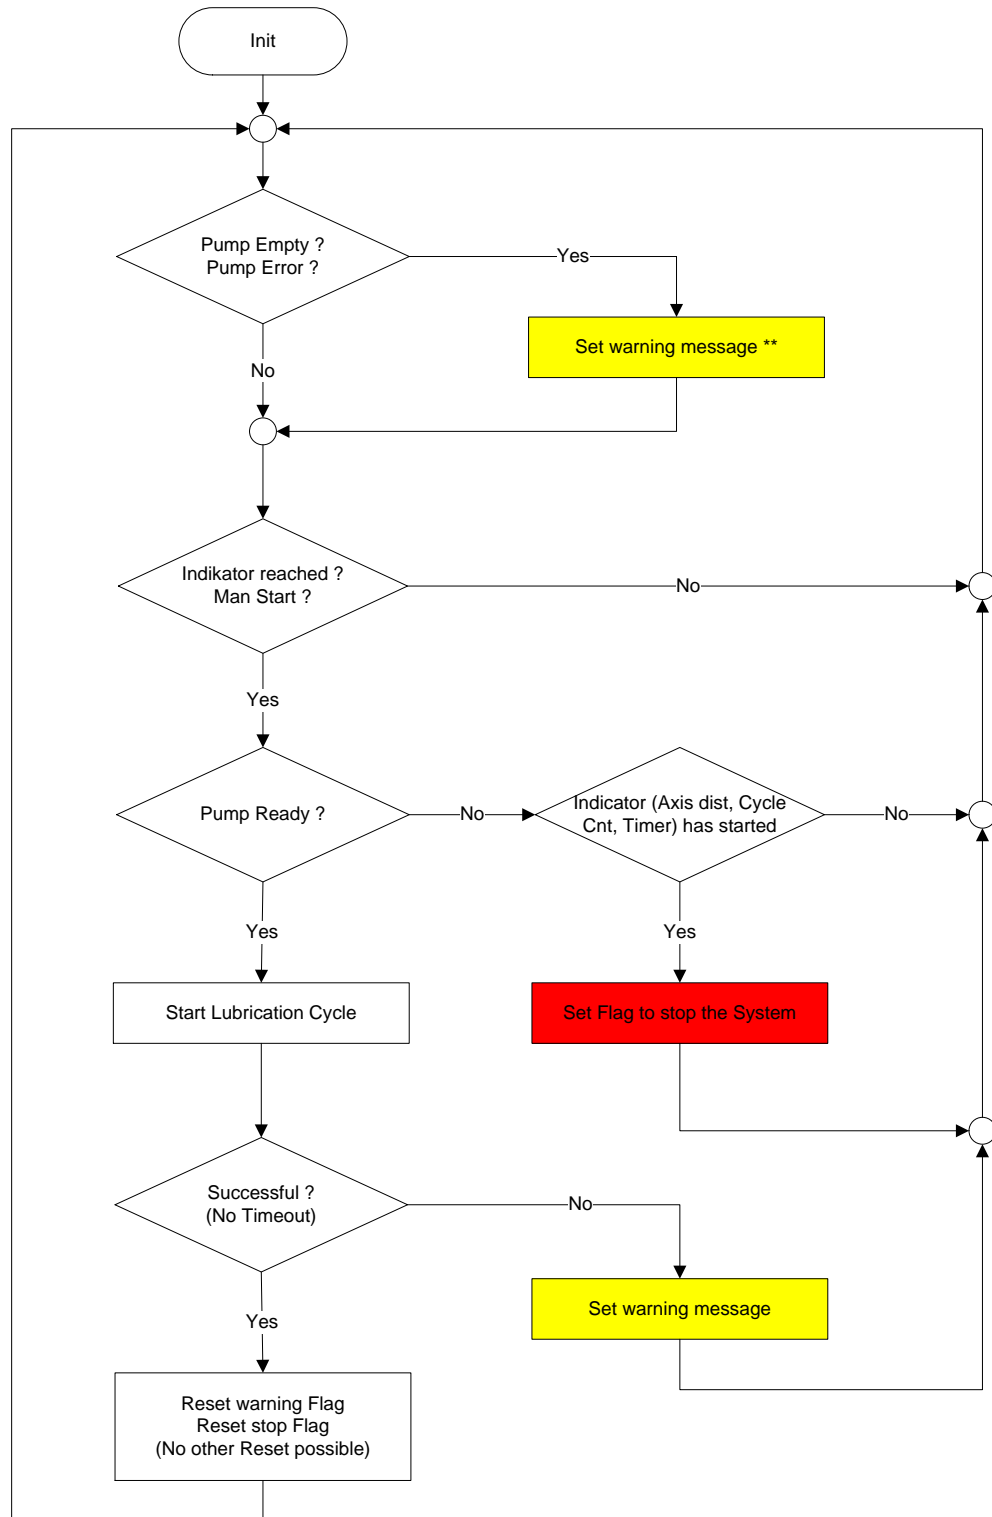 Init
Pump Empty ?
Pump Error ?
Yes
Set warning message **
No
Indikator reached ?
Man Start ?
No
Yes
Pump Ready ?
No
Indicator (Axis dist, Cycle
Cnt, Timer) has started
No
Yes
Yes
Start Lubrication Cycle
Set Flag to stop the System
Successful ?
(No Timeout)
No
Yes
Set warning message
Reset warning Flag
Reset stop Flag
(No other Reset possible)